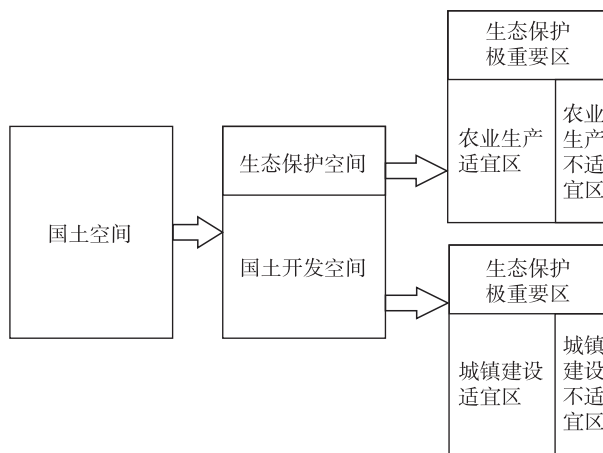 生态保护
极重要区
农业生产
适宜区
农业
生产
不适
宜区
国土空间
生态保护空间
国土开发空间
生态保护
极重要区
城镇建设
适宜区
城镇
建设
不适
宜区